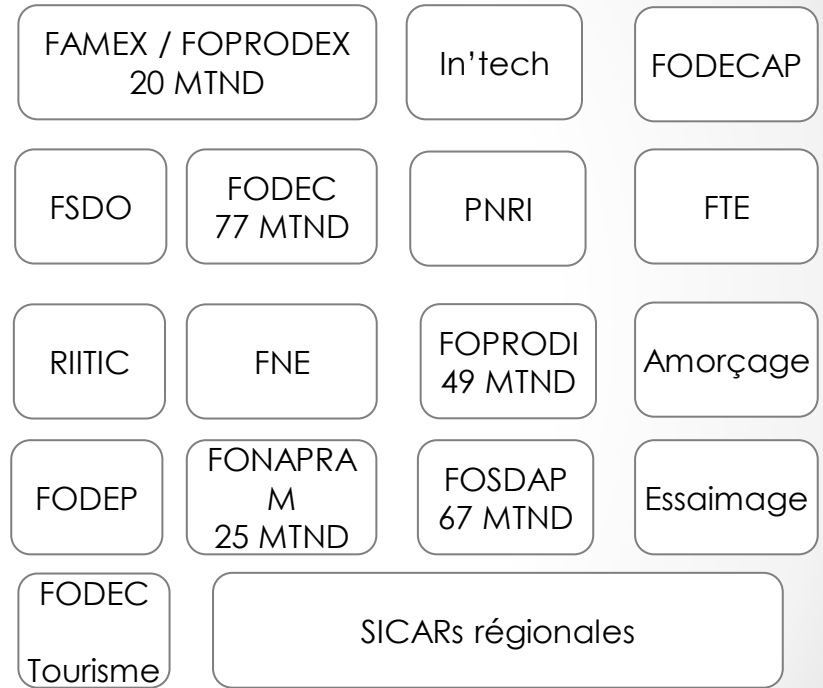 FAMEX / FOPRODEX
20 MTND
In'tech
FODECAP
FSDO
FODEC
77 MTND
PNRI
FTE
RIITIC
FNE
FOPRODI
49 MTND
Amorçage
FODEP
FONAPRA
M
25 MTND
FOSDAP
67 MTND
Essaimage
FODEC
Tourisme
SICARs régionales